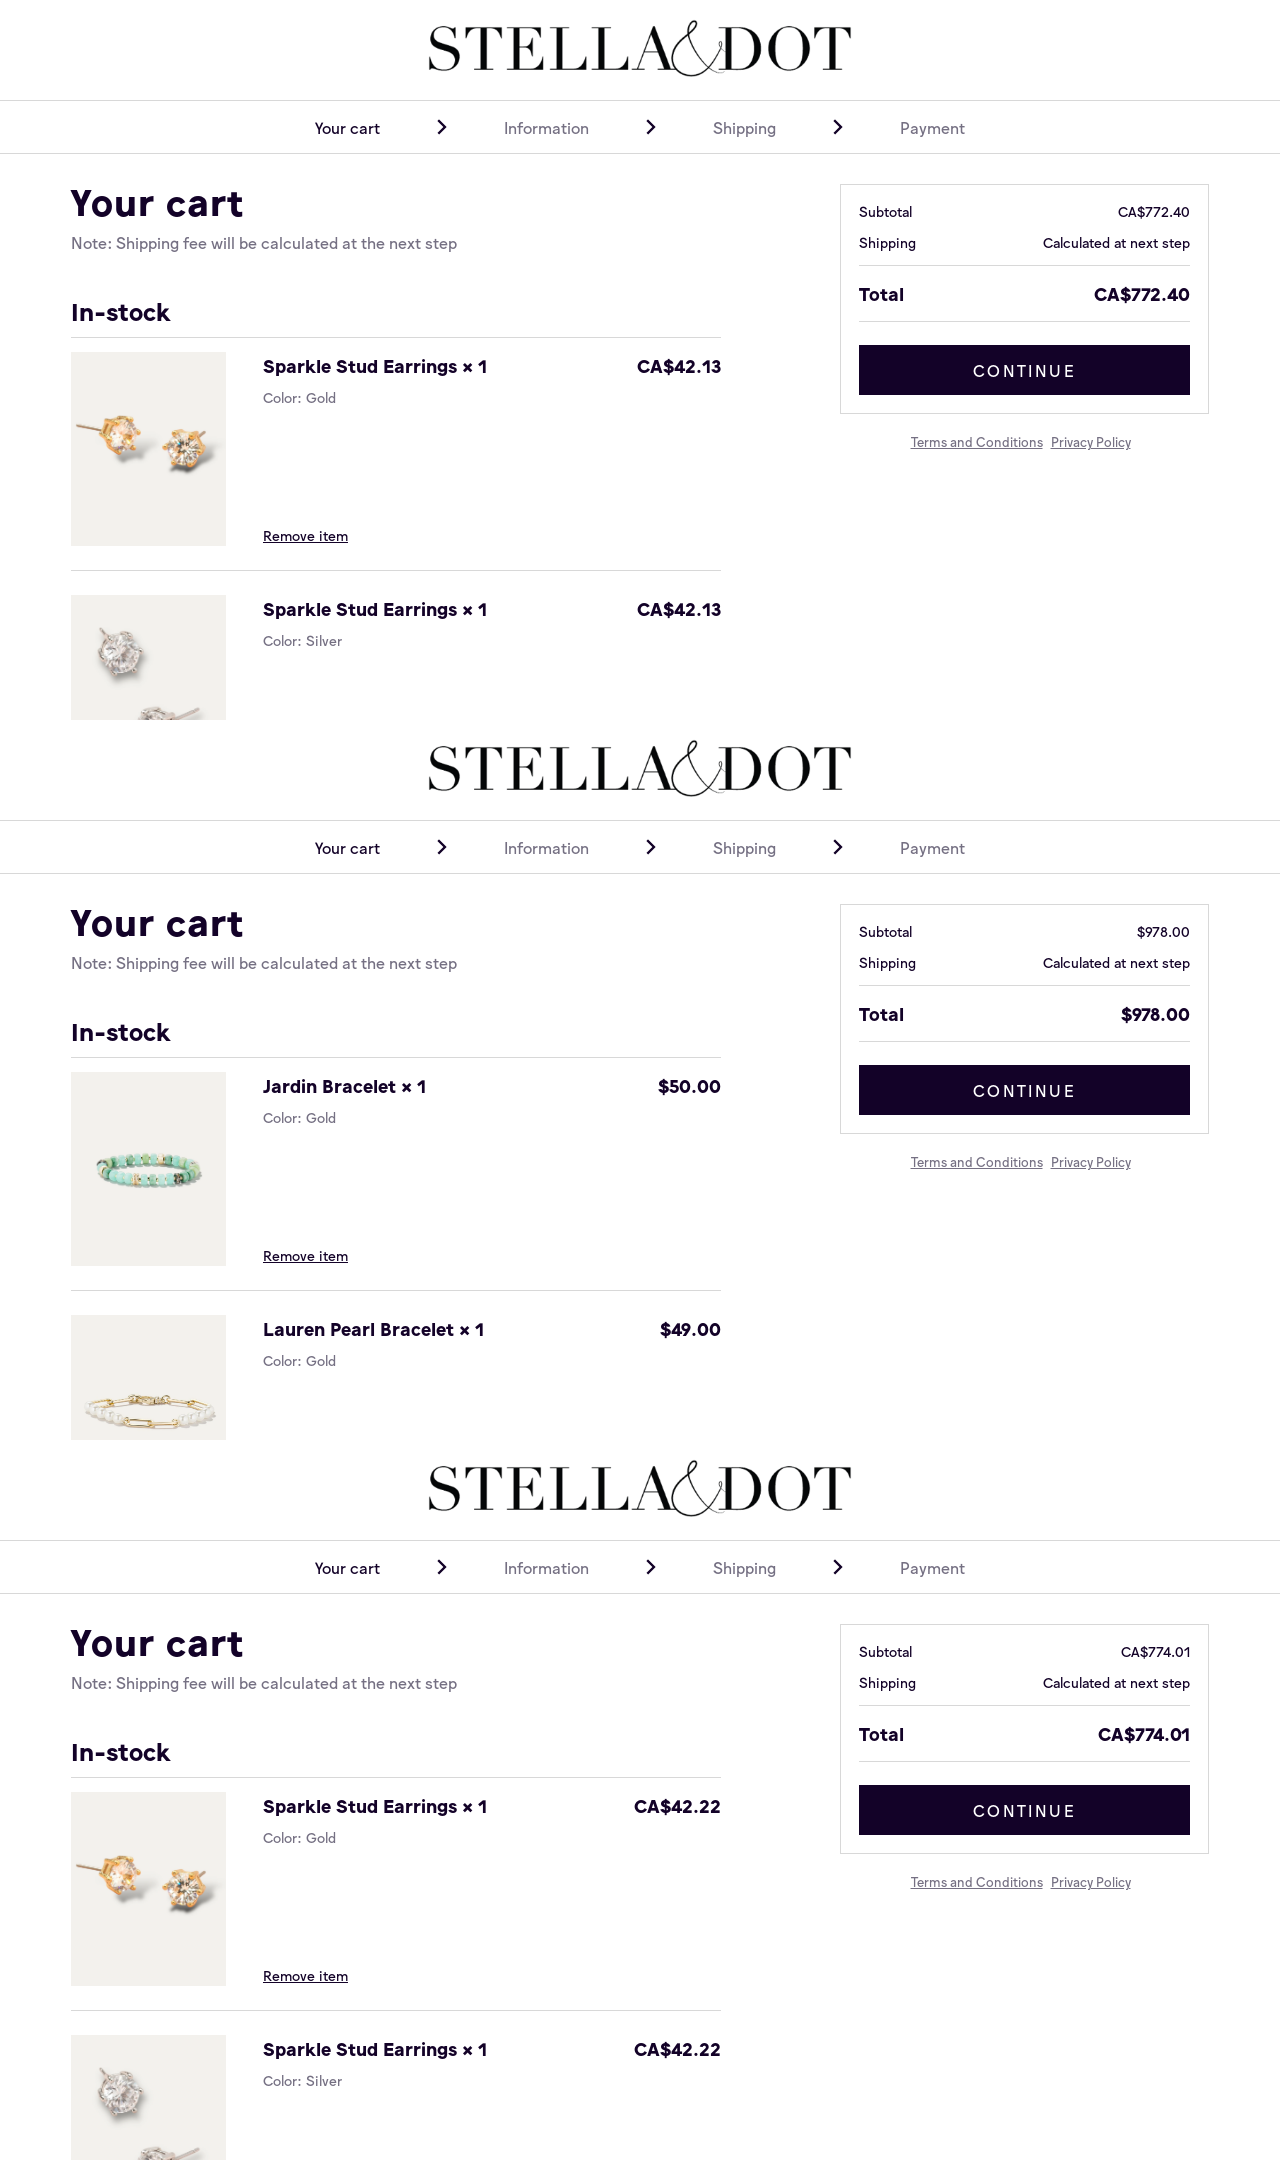 STELLA&DOT
Your cart
Information
Shipping
Payment
Your cart
Note: Shipping fee will be calculated at the next step
In-stock
Sparkle Stud Earrings × 1
CA$42.13
Color: Gold
Remove item
Sparkle Stud Earrings × 1
CA$42.13
Color: Silver
Subtotal
CA$772.40
Shipping
Calculated at next step
Total
CA$772.40
CONTINUE
Terms and Conditions
Privacy Policy
STELLA&DOT
Your cart
Information
Shipping
Payment
Your cart
Note: Shipping fee will be calculated at the next step
In-stock
Jardin Bracelet × 1
$50.00
Color: Gold
Remove item
Lauren Pearl Bracelet × 1
$49.00
Color: Gold
Subtotal
$978.00
Shipping
Calculated at next step
Total
$978.00
CONTINUE
Terms and Conditions
Privacy Policy
STELLA&DOT
Your cart
Information
Shipping
Payment
Your cart
Note: Shipping fee will be calculated at the next step
In-stock
Sparkle Stud Earrings × 1
CA$42.22
Color: Gold
Remove item
Sparkle Stud Earrings × 1
CA$42.22
Color: Silver
Subtotal
CA$774.01
Shipping
Calculated at next step
Total
CA$774.01
CONTINUE
Terms and Conditions
Privacy Policy